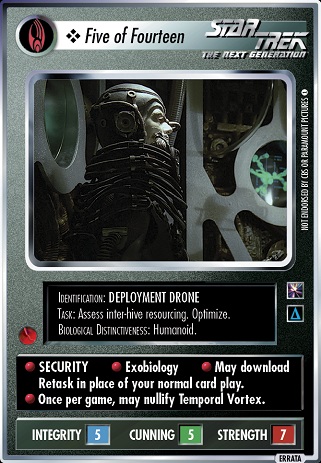 ❖ Five of Fourteen
STAR TREK
THE NEXT GENERATION
NOT ENDORSED BY CBS OR PARAMOUNT PICTURES
IDENTIFICATION: DEPLOYMENT DRONE
TASK: Assess inter-hive resourcing. Optimize.
BIOLOGICAL DISTINCTIVENESS: Humanoid.
● SECURITY ● Exobiology ● May download
Retask in place of your normal card play.
● Once per game, may nullify Temporal Vortex.
INTEGRITY 5 CUNNING 5 STRENGTH 7
ERRATA